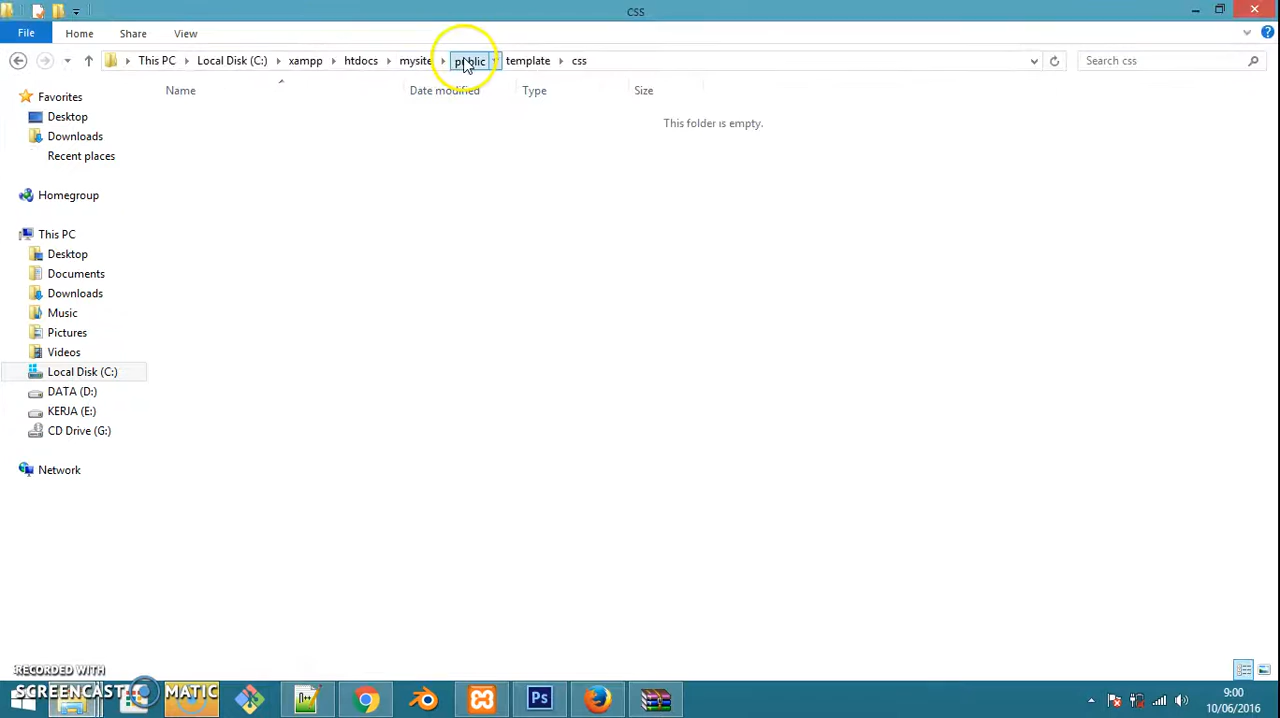 css
File Home Share View
This PC Local Disk (C:) xampp htdocs mysite public template css Search css
Name Date modified Type Size
This folder is empty.
Favorites
Desktop
Downloads
Recent places
Homegroup
This PC
Desktop
Documents
Downloads
Music
Pictures
Videos
Local Disk (C:)
DATA (D:)
KERJA (E:)
CD Drive (G:)
Network
RECORDED WITH
SCREENCAST MATIC
Ps
9:00
10/06/2016